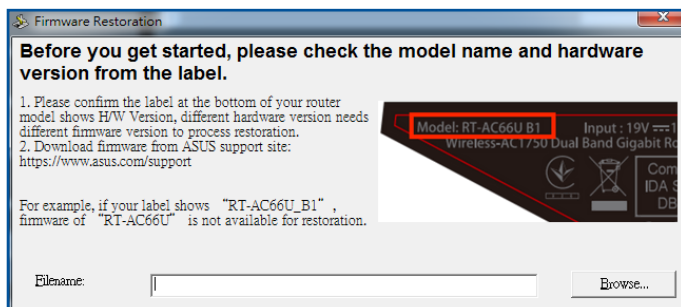 Firmware Restoration
Before you get started, please check the model name and hardware
version from the label.
1. Please confirm the label at the bottom of your router
model shows H/W Version, different hardware version needs
different firmware version to process restoration.
2. Download firmware from ASUS support site:
https://www.asus.com/support
For example, if your label shows “RT-AC66U_B1”,
firmware of “RT-AC66U” is not available for restoration.
Model: RT-AC66U B1 Input : 19V
Wireless-AC1750 Dual Band Gigabit
Com
IDA
DB
Filename:
Browse...